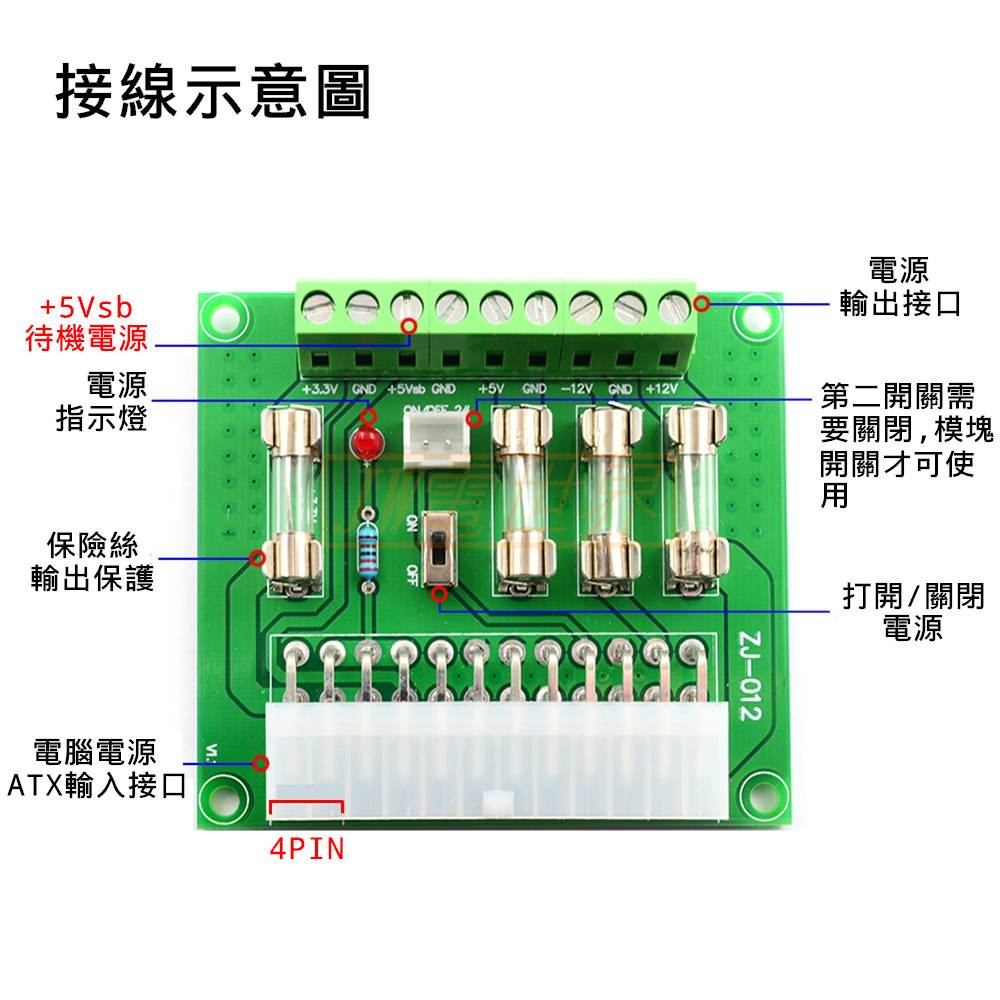 接線示意圖
+5Vsb
待機電源
電源
指示燈
保險絲
輸出保護
電腦電源
ATX輸入接口
4PIN
電源
輸出接口
第二開關需
要關閉,模塊
開關才可使
用
打開/關閉
電源
+3.3V GND +5Vsb GND +5V GND -12V GND +12V
ON/OFF 2
ON
OFF
ZJ-012